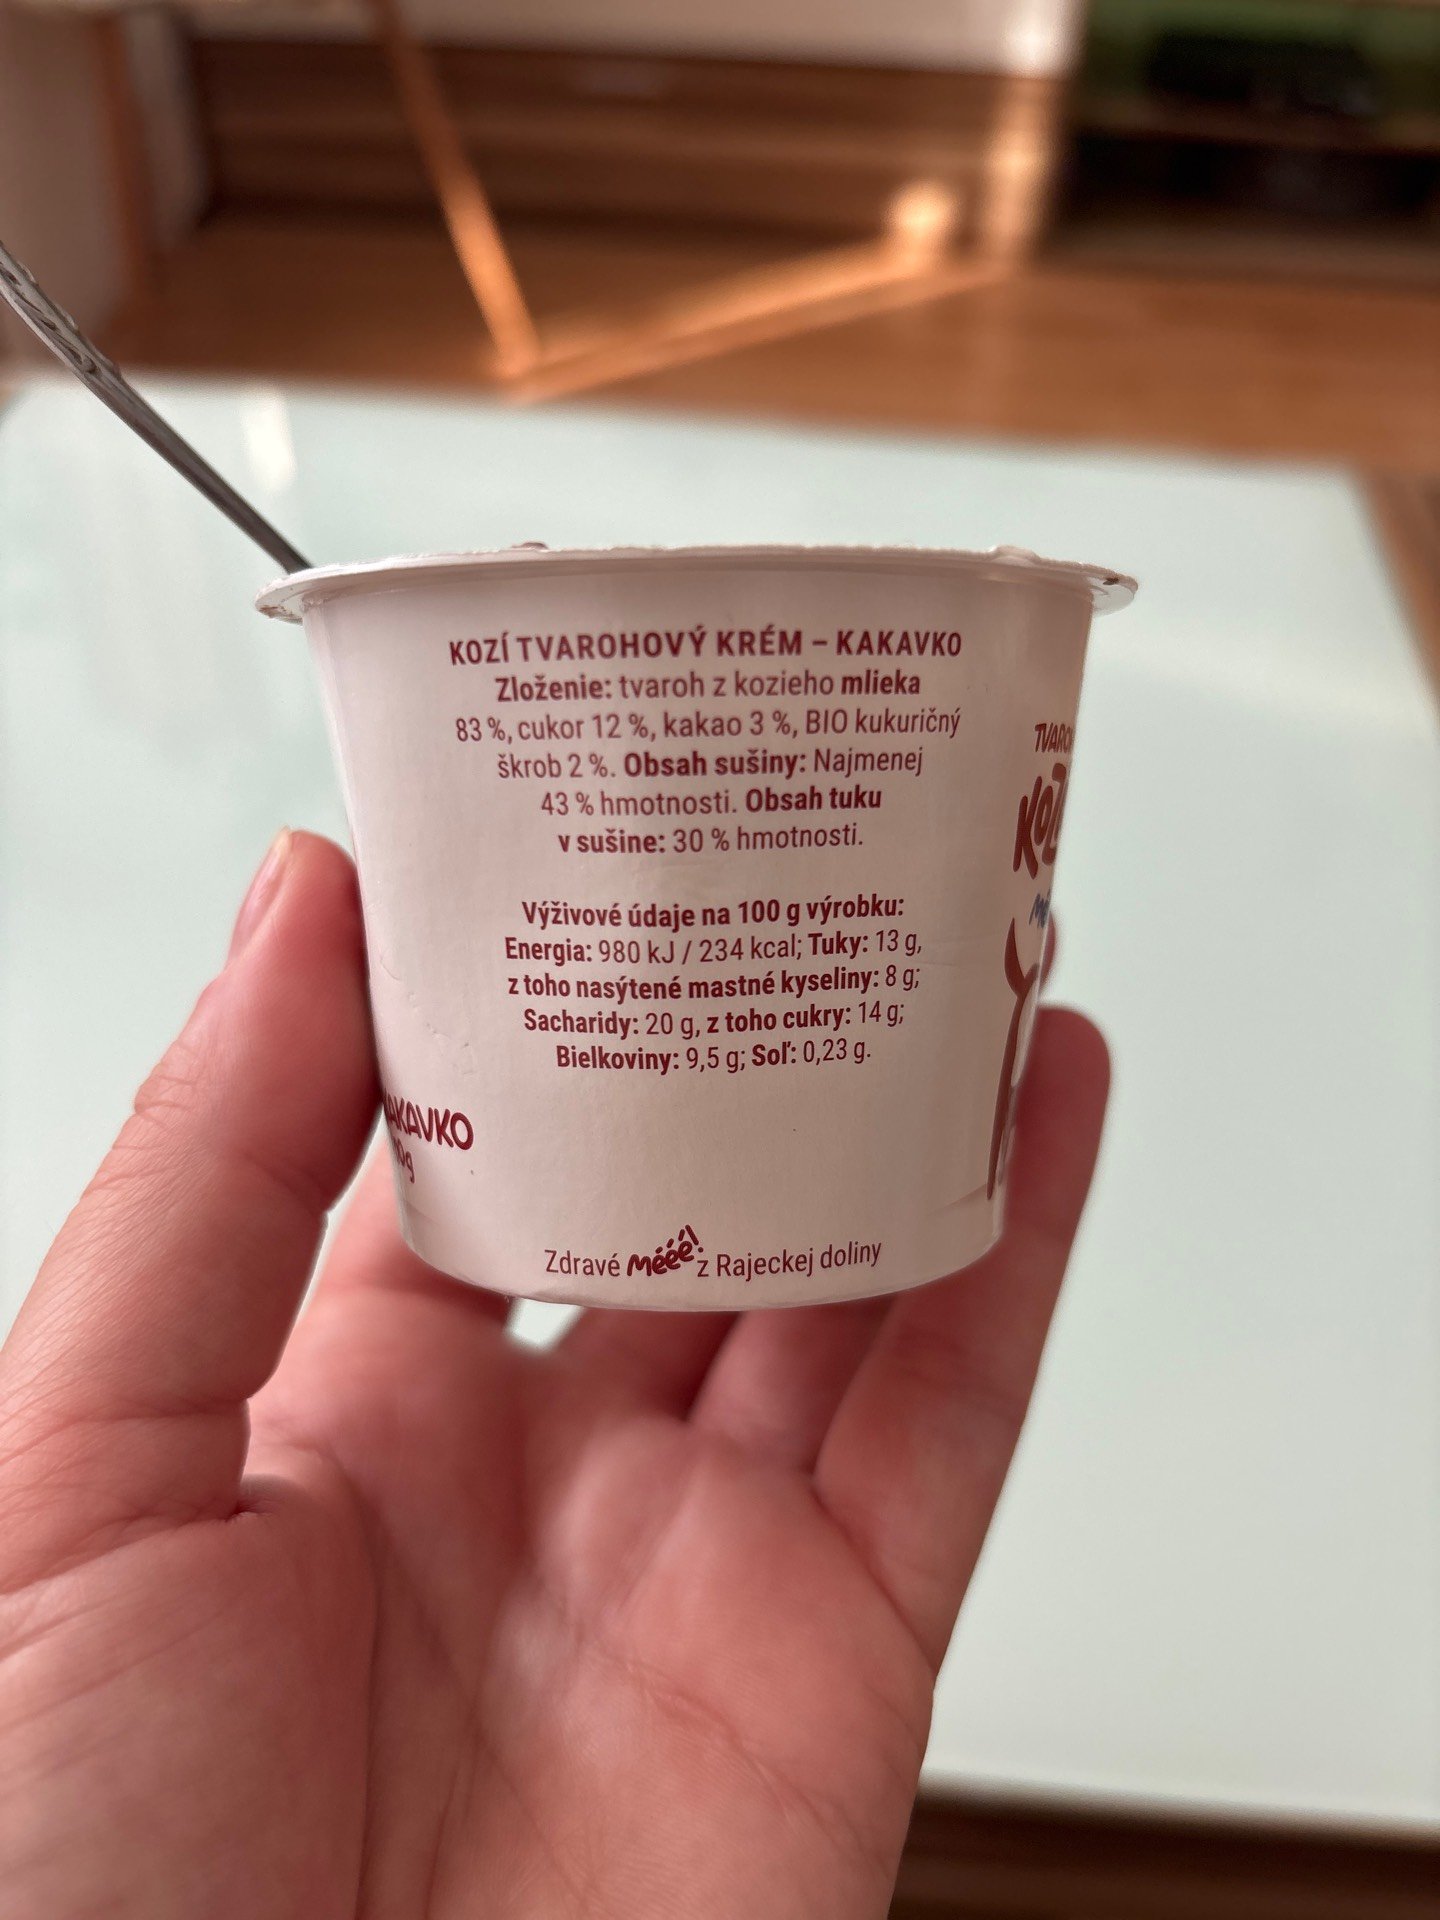 KOZÍ TVAROHOVÝ KRÉM – KAKAVKO
Zloženie: tvaroh z kozieho mlieka
83 %, cukor 12 %, kakao 3 %, BIO kukuričný
škrob 2 %. Obsah sušiny: Najmenej
43 % hmotnosti. Obsah tuku
v sušine: 30 % hmotnosti.
Výživové údaje na 100 g výrobku:
Energia: 980 kJ / 234 kcal; Tuky: 13 g,
z toho nasýtené mastné kyseliny: 8 g;
Sacharidy: 20 g, z toho cukry: 14 g;
Bielkoviny: 9,5 g; Soľ: 0,23 g.
Zdravé mééé! z Rajeckej doliny